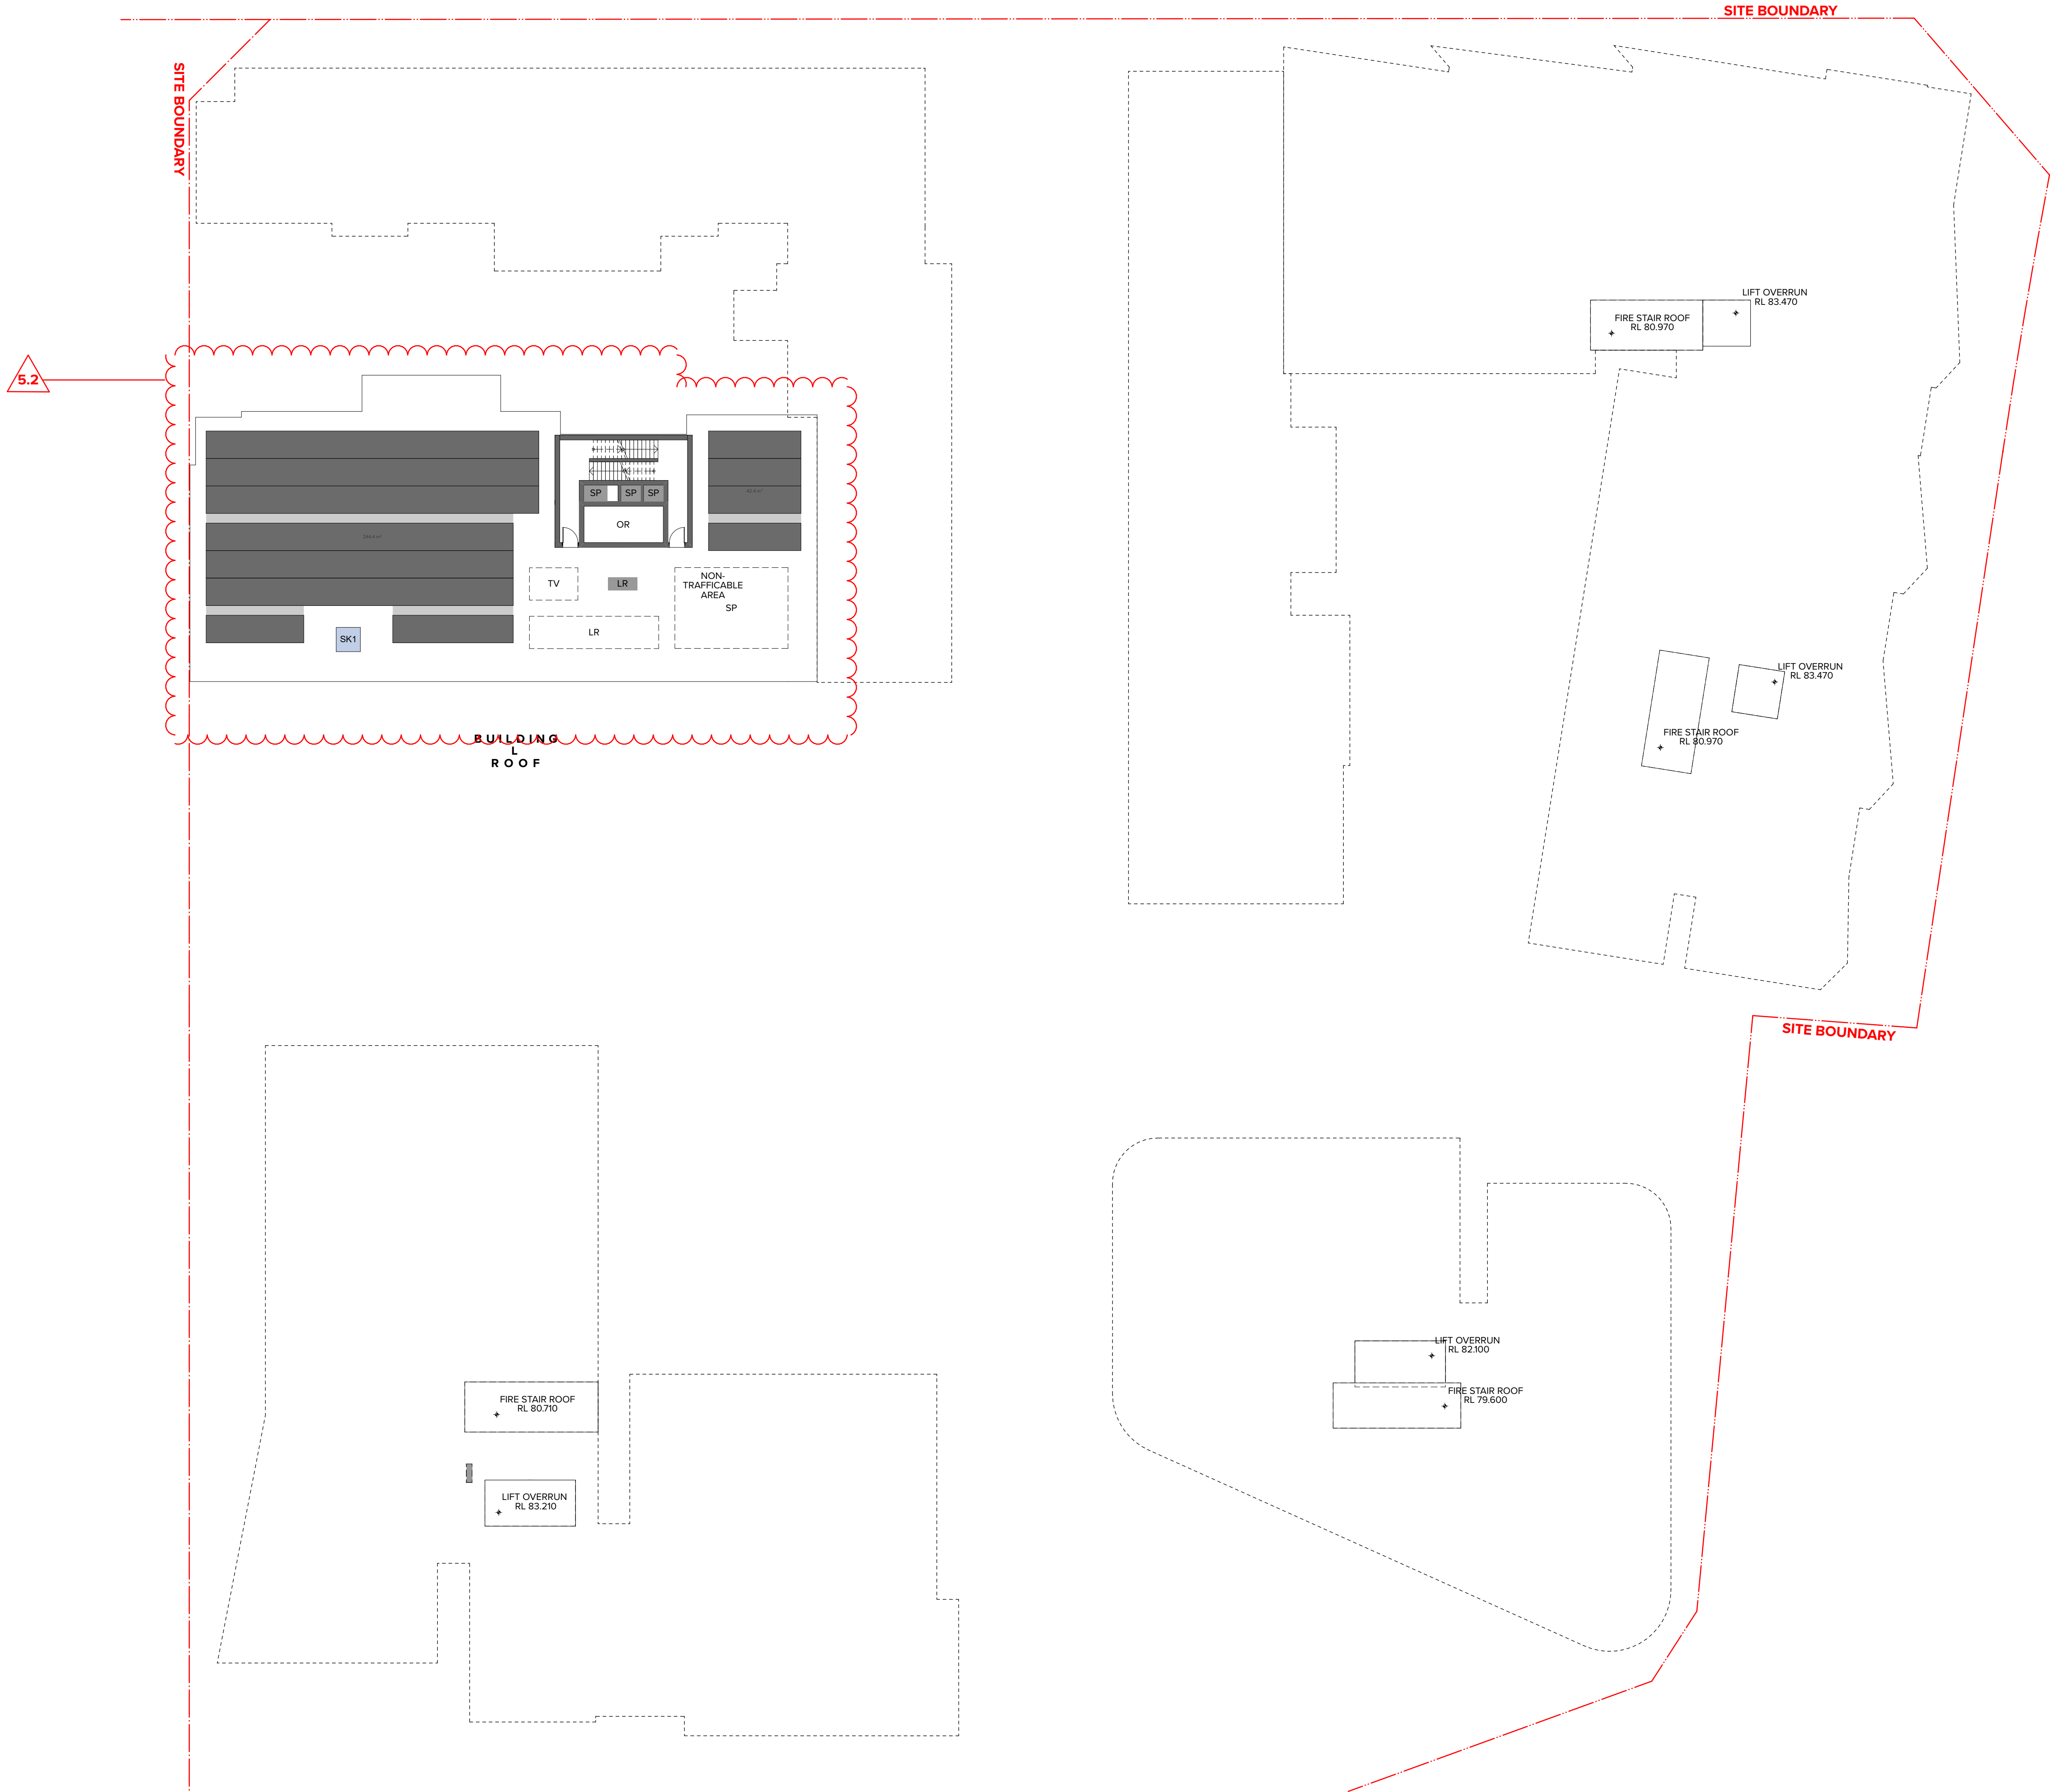 SITE BOUNDARY
SITE BOUNDARY
LIFT OVERRUN
RL 83.470
FIRE STAIR ROOF
RL 80.970
5.2
SP
SP
SP
OR
TV
LR
NON-
TRAFFICABLE
AREA
SP
LR
SK1
LIFT OVERRUN
RL 83.470
FIRE STAIR ROOF
RL 80.970
BUILDING
L
ROOF
SITE BOUNDARY
LIFT OVERRUN
RL 82.100
FIRE STAIR ROOF
RL 79.600
FIRE STAIR ROOF
RL 80.710
LIFT OVERRUN
RL 83.210